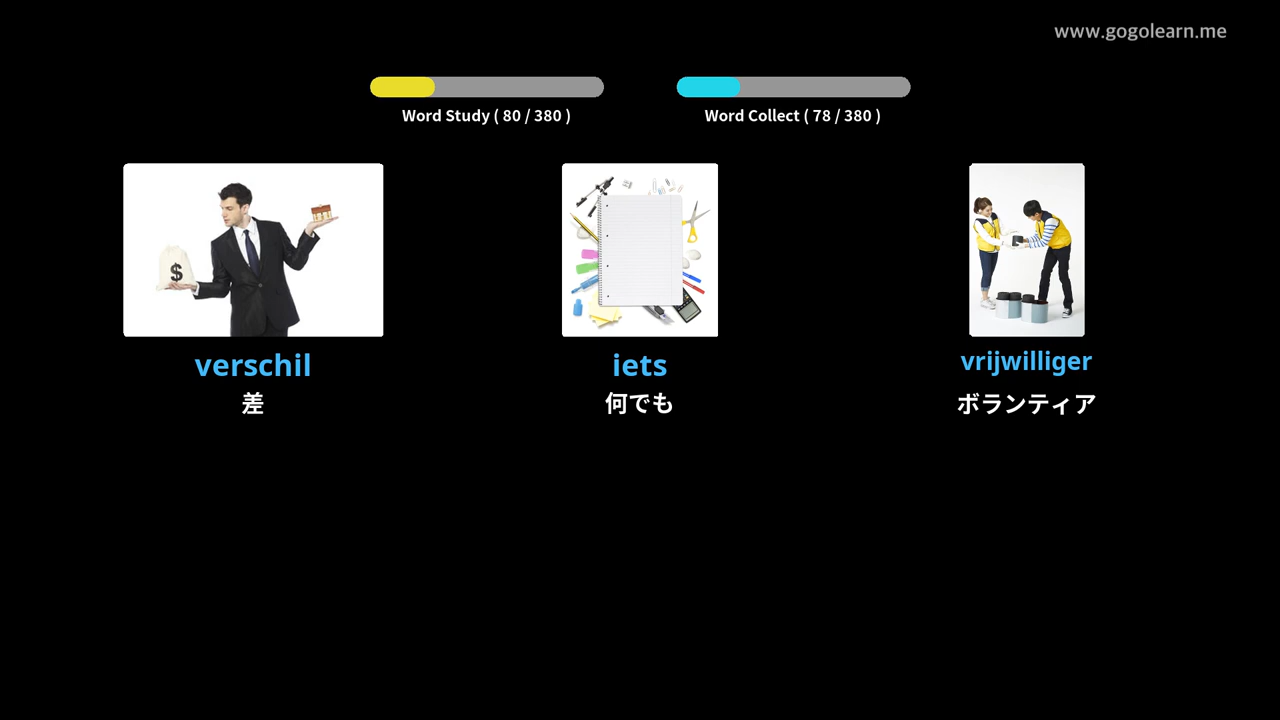 www.gogolearn.me
Word Study ( 80 / 380 )
Word Collect ( 78 / 380 )
$
verschil
iets
vrijwilliger
差
何でも
ボランティア